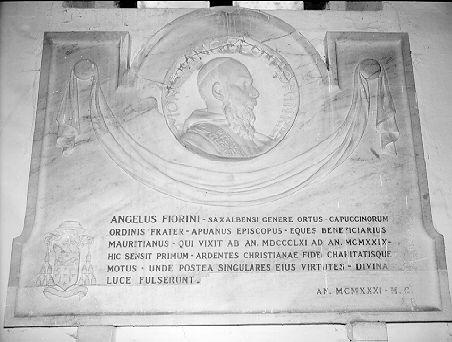 ANGELUS FIORINI - SAXALBENSI GENERE ORTUS - CAPUCCINORUM
ORDINIS FRATER - APUANUS EPISCOPUS - EQUES BENEFICIARIUS
MAURITIANUS - QUI VIXIT AB AN. MDCCCLXI AD AN. MCMXXIX -
HIC SENSIT PRIMUM - ARDENTES CHRISTIANAE FIDEI CHARITATISQUE
MOTUS - UNDE POSTEA SINGULARES EIUS VIRTUTES - DIVINA
LUCE FULSERUNT.
AN. MCMXXXI - H. C.